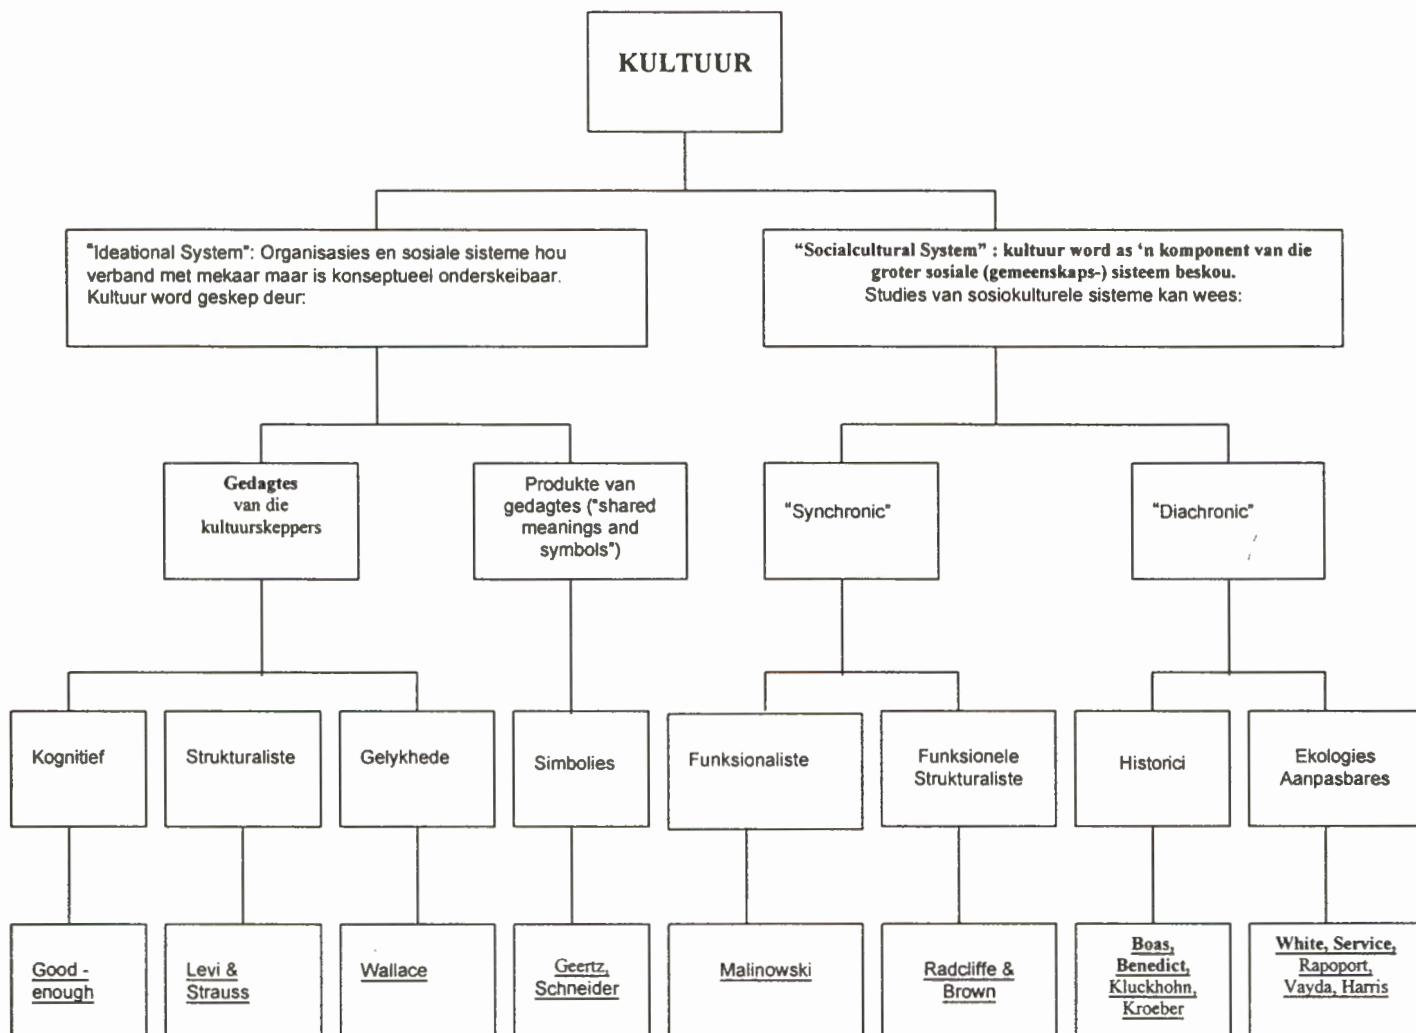 KULTUUR
"Ideational System": Organisasies en sosiale sisteme hou
verband met mekaar maar is konseptueel onderskeibaar.
Kultuur word geskep deur:
"Socialcultural System" : kultuur word as 'n komponent van die
groter sosiale (gemeenskaps-) sisteem beskou.
Studies van sosiokulturele sisteme kan wees:
Gedagtes
van die
kultuurskeppers
Produkte van
gedagtes ("shared
meanings and
symbols")
"Synchronic"
"Diachronic"
Kognitief
Strukturaliste
Gelykhede
Simbolies
Funksionaliste
Funksionele
Strukturaliste
Historici
Ekologies
Aanpasbares
Good -
enough
Levi &
Strauss
Wallace
Geertz,
Schneider
Malinowski
Radcliffe &
Brown
Boas,
Benedict,
Kluckhohn,
Kroeber
White, Service,
Rapoport,
Vayda, Harris